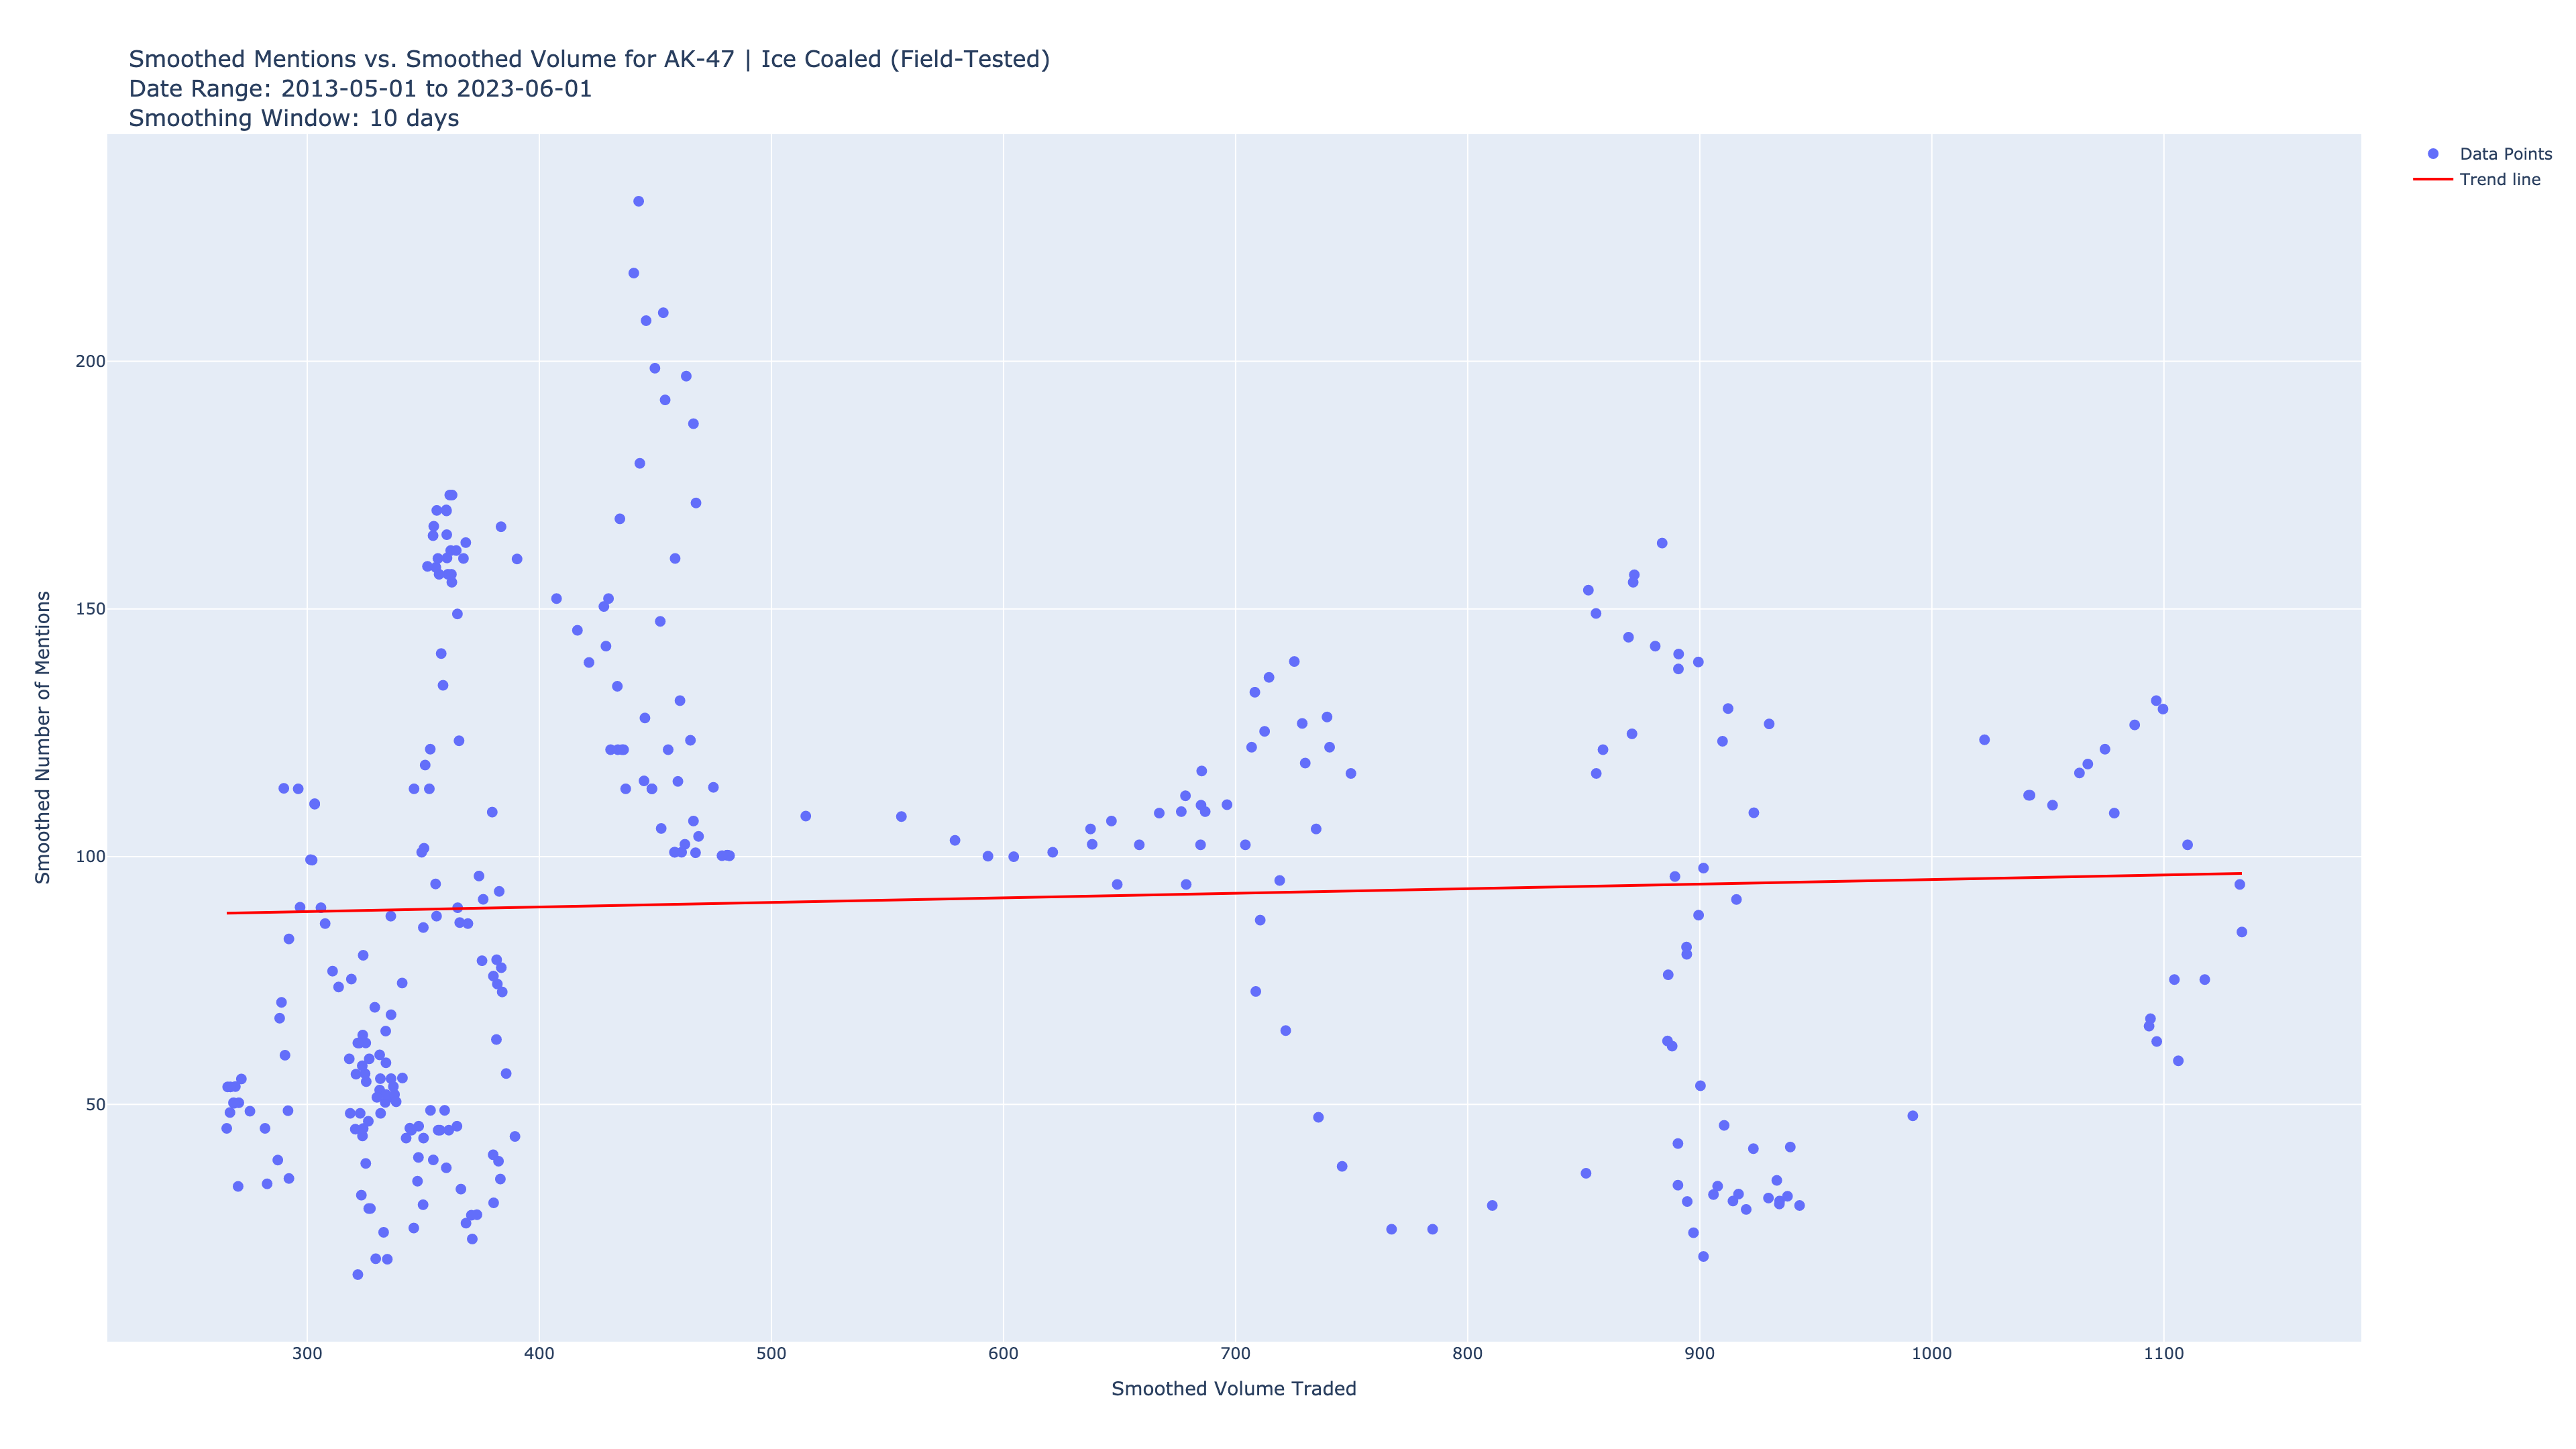 Smoothed Mentions vs. Smoothed Volume for AK-47 | Ice Coaled (Field-Tested)
Date Range: 2013-05-01 to 2023-06-01
Smoothing Window: 10 days
Data Points
Trend line
Smoothed Number of Mentions
200
150
100
50
300 400 500 600 700 800 900 1000 1100
Smoothed Volume Traded